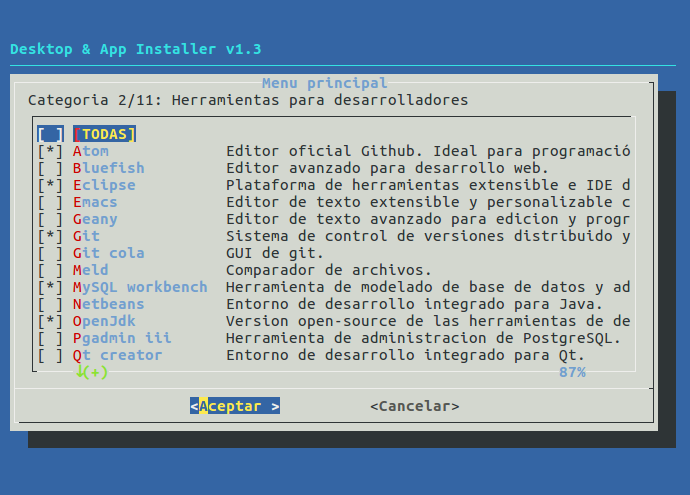 Desktop & App Installer v1.3
Menu principal
Categoria 2/11: Herramientas para desarrolladores
[ ] [TODAS]
[*] Atom Editor oficial Github. Ideal para programació
[ ] Bluefish Editor avanzado para desarrollo web.
[*] Eclipse Plataforma de herramientas extensible e IDE d
[ ] Emacs Editor de texto extensible y personalizable c
[ ] Geany Editor de texto avanzado para edicion y progr
[*] Git Sistema de control de versiones distribuido y
[ ] Git cola GUI de git.
[ ] Meld Comparador de archivos.
[*] MySQL workbench Herramienta de modelado de base de datos y ad
[ ] Netbeans Entorno de desarrollo integrado para Java.
[*] OpenJdk Version open-source de las herramientas de de
[ ] Pgadmin iii Herramienta de administracion de PostgreSQL.
[ ] Qt creator Entorno de desarrollo integrado para Qt.
↓(+) 87%
<Aceptar > <Cancelar>